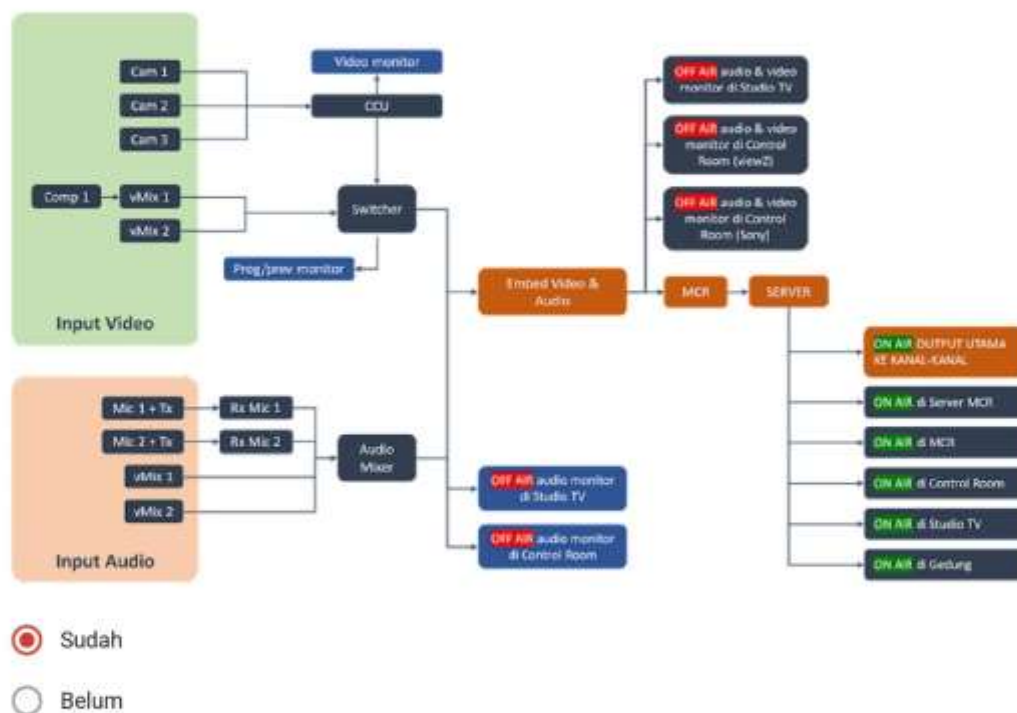 Cam 1
Cam 2
Cam 3
Comp 1
vMix 1
vMix 2
Input Video
Video monitor
CCU
Switcher
Prog/prev monitor
Input Audio
Mic 1 + Tx
Mic 2 + Tx
vMix 1
vMix 2
Rx Mic 1
Rx Mic 2
Audio
Mixer
Embed Video &
Audio
OFF AIR audio & video
monitor di Studio TV
OFF AIR audio & video
monitor di Control
Room (view2)
OFF AIR audio & video
monitor di Control
Room (Sony)
MCR
SERVER
OFF AIR audio monitor
di Studio TV
OFF AIR audio monitor
di Control Room
ON AIR OUTPUT UTAMA
KE KANAL-KANAL
ON AIR di Server MCR
ON AIR di MCR
ON AIR di Control Room
ON AIR di Studio TV
ON AIR di Gedung
Sudah
Belum